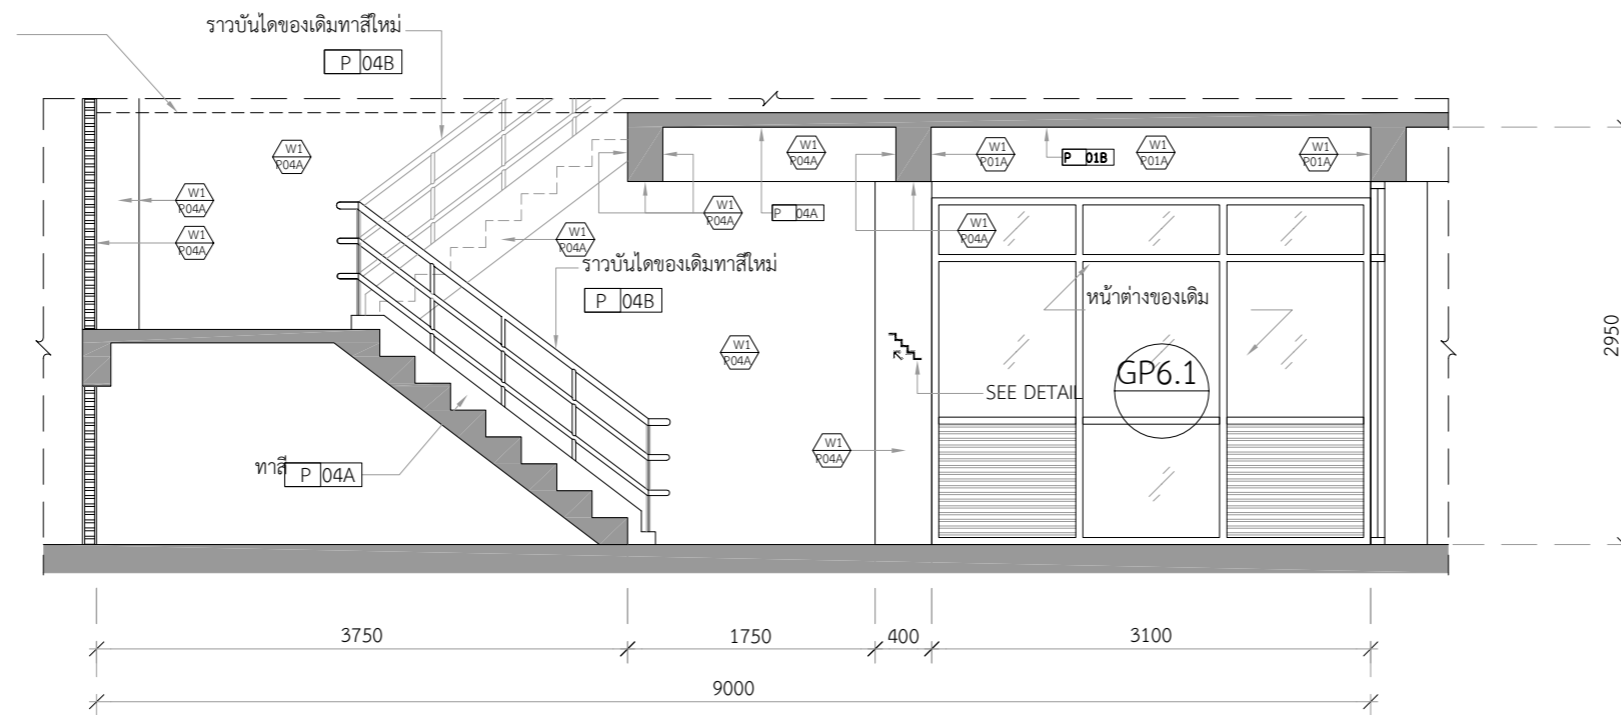 ราวบันไดของเดิมทาสีใหม่
P 04B
W1
P04A
W1
P04A
W1
P04A
W1
P04A
W1
P01A
P 01B
W1
P01A
W1
P01A
W1
P04A
P 04A
W1
P04A
W1
P04A
ราวบันไดของเดิมทาสีใหม่
P 04B
หน้าต่างของเดิม
2950
W1
P04A
GP6.1
SEE DETAIL
W1
P04A
ทาสี P 04A
3750
1750
400
3100
9000